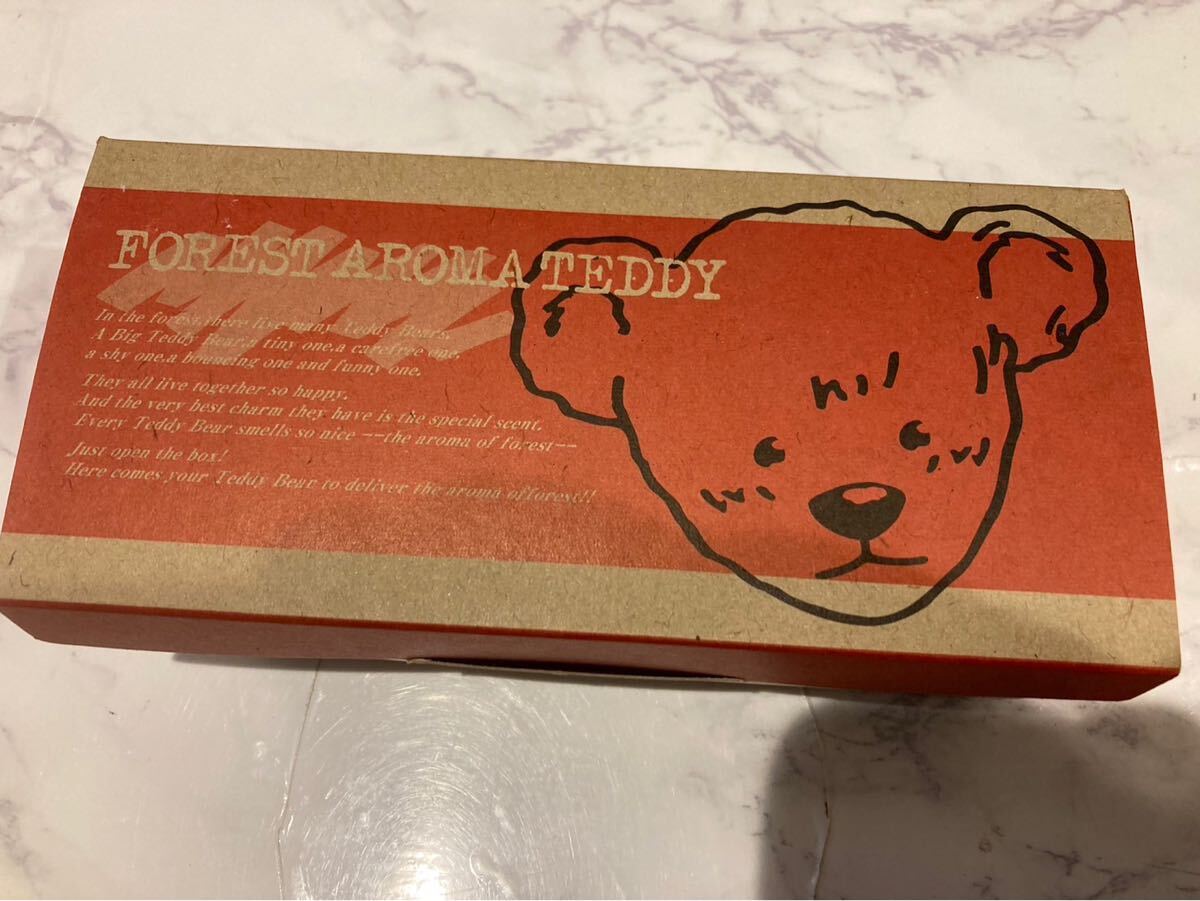 FOREST AROMA TEDDY
In the forest there live many Teddy Bears.
A Big Teddy Bear,a tiny one,a carefree one,
a shy one,a bouncing one and funny one.
They all live together so happy.
And the very best charm they have is the special scent.
Every Teddy Bear smells so nice --the aroma of forest--
Just open the box!
Here comes your Teddy Bear to deliver the aroma offorest!!